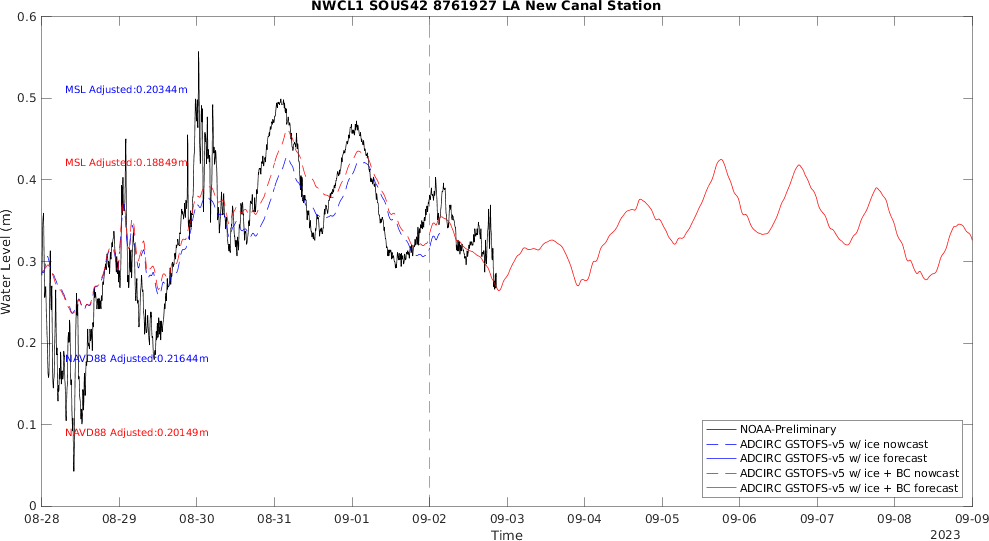 NWCL1 SOUS42 8761927 LA New Canal Station
Water Level (m)
0.6
0.5
0.4
0.3
0.2
0.1
0
MSL Adjusted:0.20344m
MSL Adjusted:0.18849m
NAVD88 Adjusted:0.21644m
NAVD88 Adjusted:0.20149m
NOAA-Preliminary
ADCIRC GSTOFS-v5 w/ ice nowcast
ADCIRC GSTOFS-v5 w/ ice forecast
ADCIRC GSTOFS-v5 w/ ice + BC nowcast
ADCIRC GSTOFS-v5 w/ ice + BC forecast
08-28 08-29 08-30 08-31 09-01 09-02 09-03 09-04 09-05 09-06 09-07 09-08 09-09
Time
2023